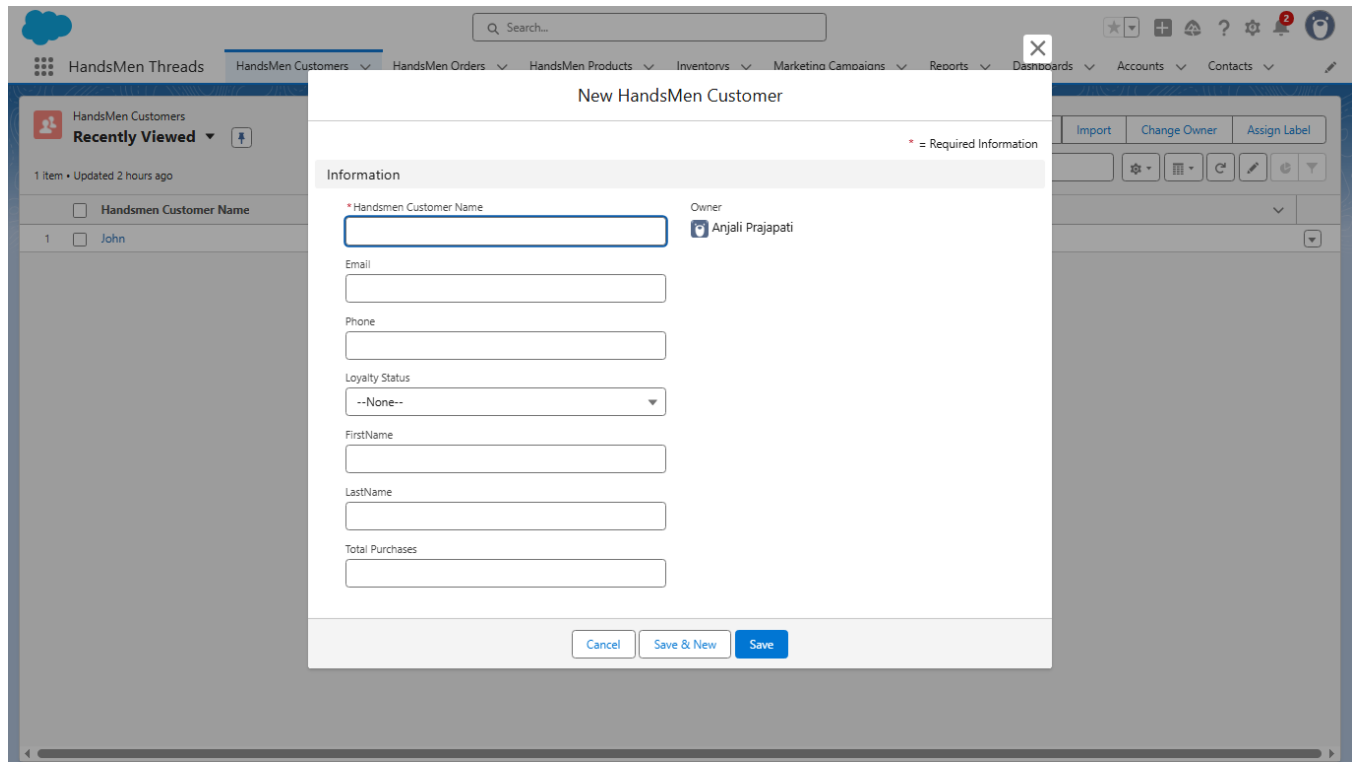 Search...
2
HandsMen Threads HandsMen Customers HandsMen Orders HandsMen Products Inventorys Marketing Campaigns Reports Dashboards Accounts Contacts
HandsMen Customers
Recently Viewed
Import Change Owner Assign Label
1 item • Updated 2 hours ago
Handsmen Customer Name
1 John
New HandsMen Customer
* = Required Information
Information
*Handsmen Customer Name
Owner
Anjali Prajapati
Email
Phone
Loyalty Status
--None--
FirstName
LastName
Total Purchases
Cancel Save & New Save